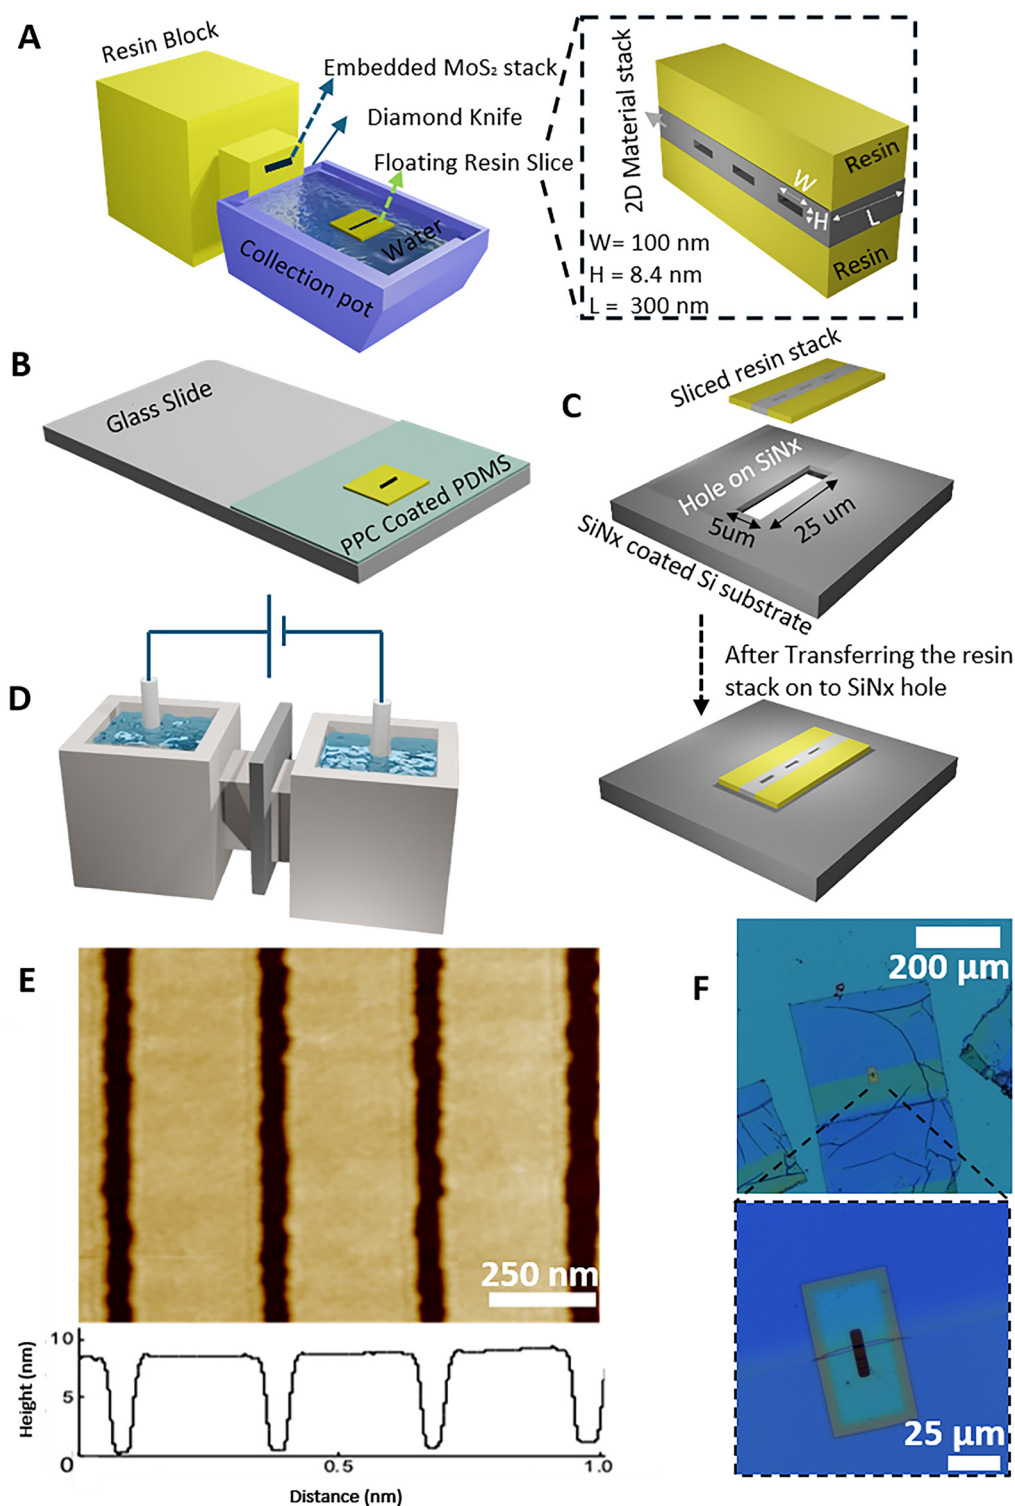 A
Resin Block
Embedded MoS₂ stack
Diamond Knife
Floating Resin Slice
Water
Collection pot
2D Material stack
Resin
W
H
L
Resin
W= 100 nm
H = 8.4 nm
L = 300 nm
B
Glass Slide
PPC Coated PDMS
C
Sliced resin stack
Hole on SiNx
5um
25 um
SiNx coated Si substrate
After Transferring the resin
stack on to SiNx hole
D
E
250 nm
10
5
0
0.5
1.0
Height (nm)
Distance (nm)
F
200 µm
25 µm